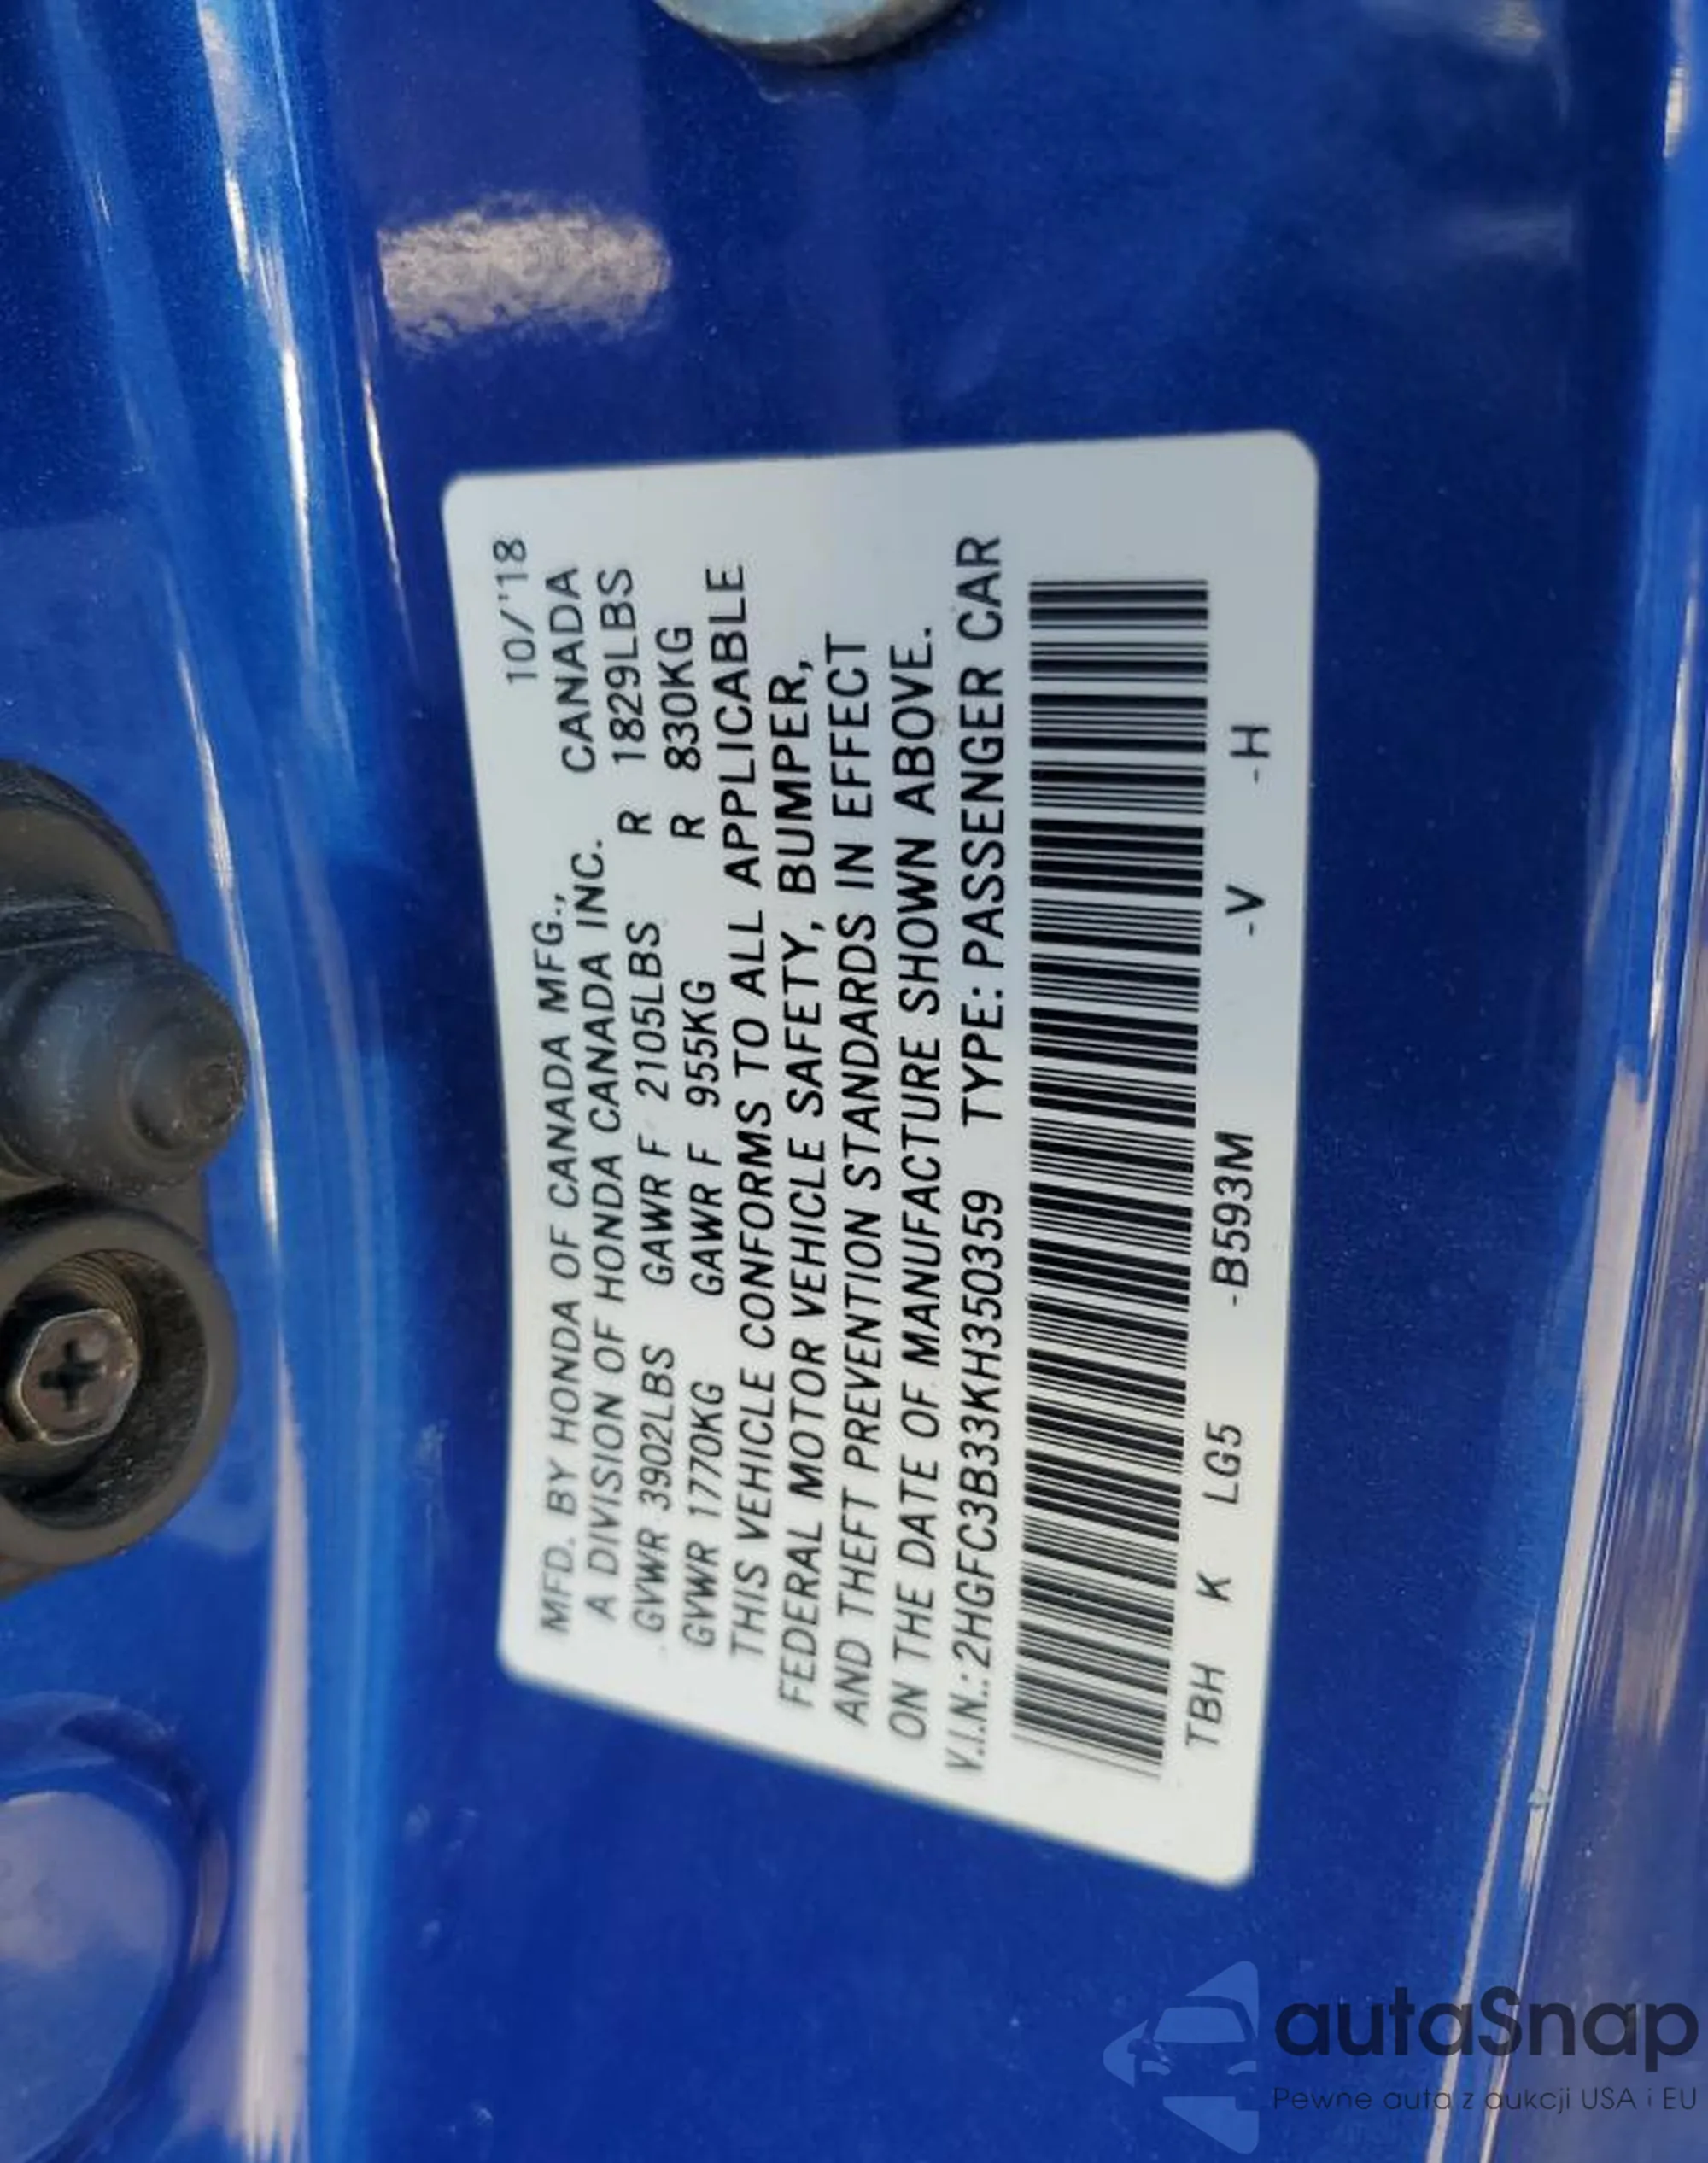 10/'18
MFD. BY HONDA OF CANADA MFG., CANADA
A DIVISION OF HONDA CANADA INC.
GVWR 3902LBS GAWR F 2105LBS R 1829LBS
GVWR 1770KG GAWR F 955KG R 830KG
THIS VEHICLE CONFORMS TO ALL APPLICABLE
FEDERAL MOTOR VEHICLE SAFETY, BUMPER,
AND THEFT PREVENTION STANDARDS IN EFFECT
ON THE DATE OF MANUFACTURE SHOWN ABOVE.
V.I.N.: 2HGFC3B33KH350359 TYPE: PASSENGER CAR
TBH K LG5 -B593M -V -H
autaSnap
Pewne auta z aukcji USA i EU